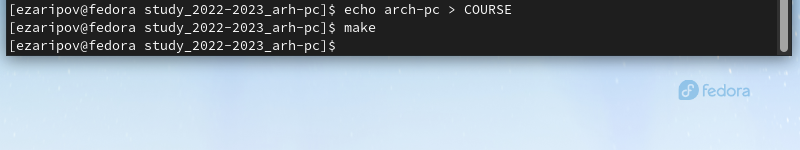 [ezaripov@fedora study_2022-2023_arh-pc]$ echo arch-pc > COURSE
[ezaripov@fedora study_2022-2023_arh-pc]$ make
[ezaripov@fedora study_2022-2023_arh-pc]$
fedora